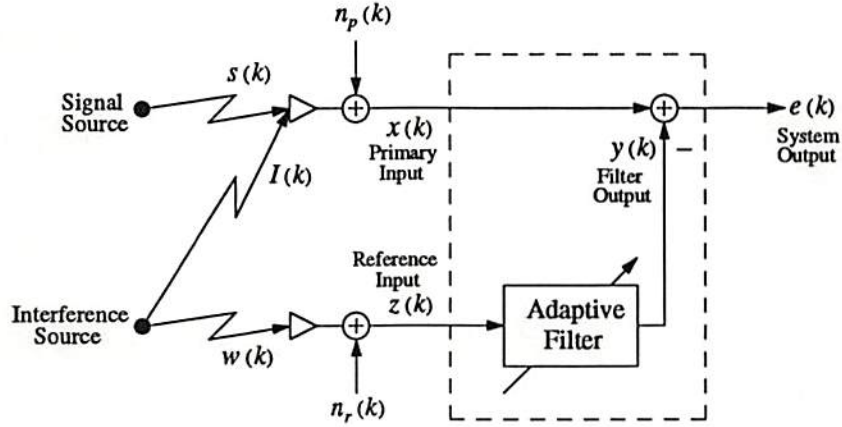 n_p(k)
s(k)
Signal
Source
x(k)
Primary
Input
I(k)
y(k)
Filter
Output
−
e(k)
System
Output
Reference
Input
z(k)
Interference
Source
w(k)
n_r(k)
Adaptive
Filter